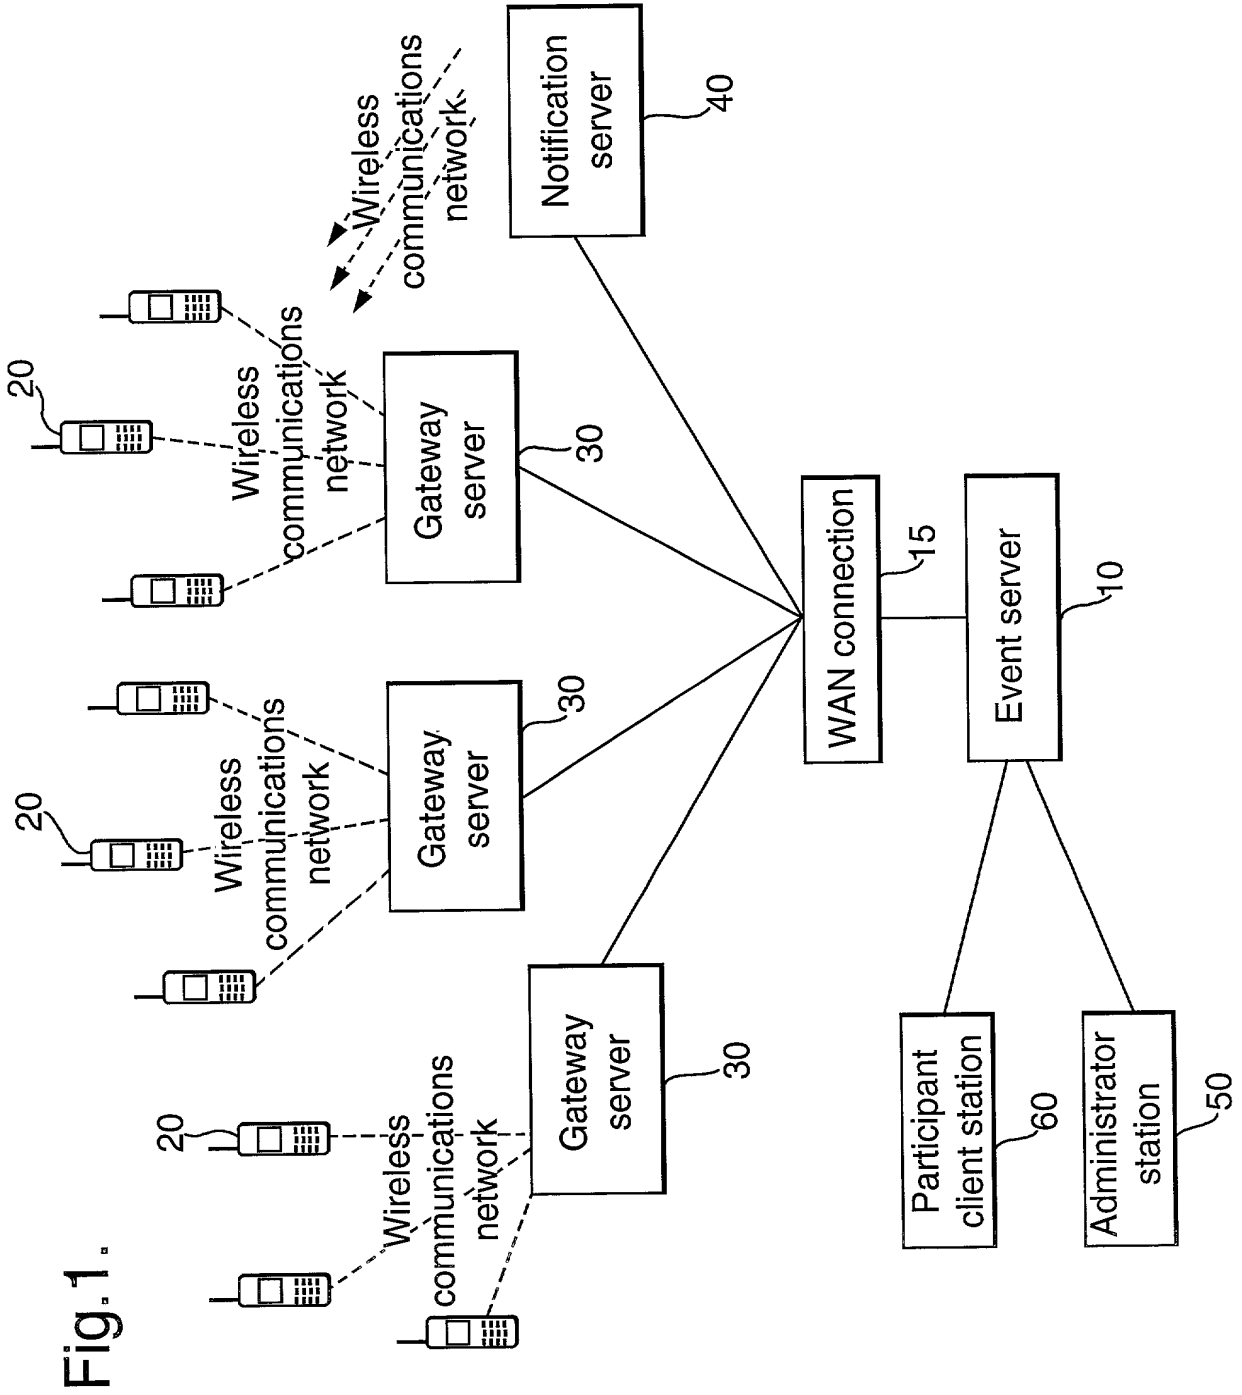 Fig.1.
20
20
20
Wireless
communications
network
Wireless
communications
network
Wireless
communications
network
Wireless
communications
network
Gateway
server
30
Gateway
server
30
Gateway
server
30
Notification
server
40
WAN connection
15
Event server
10
Participant
client station
60
Administrator
station
50